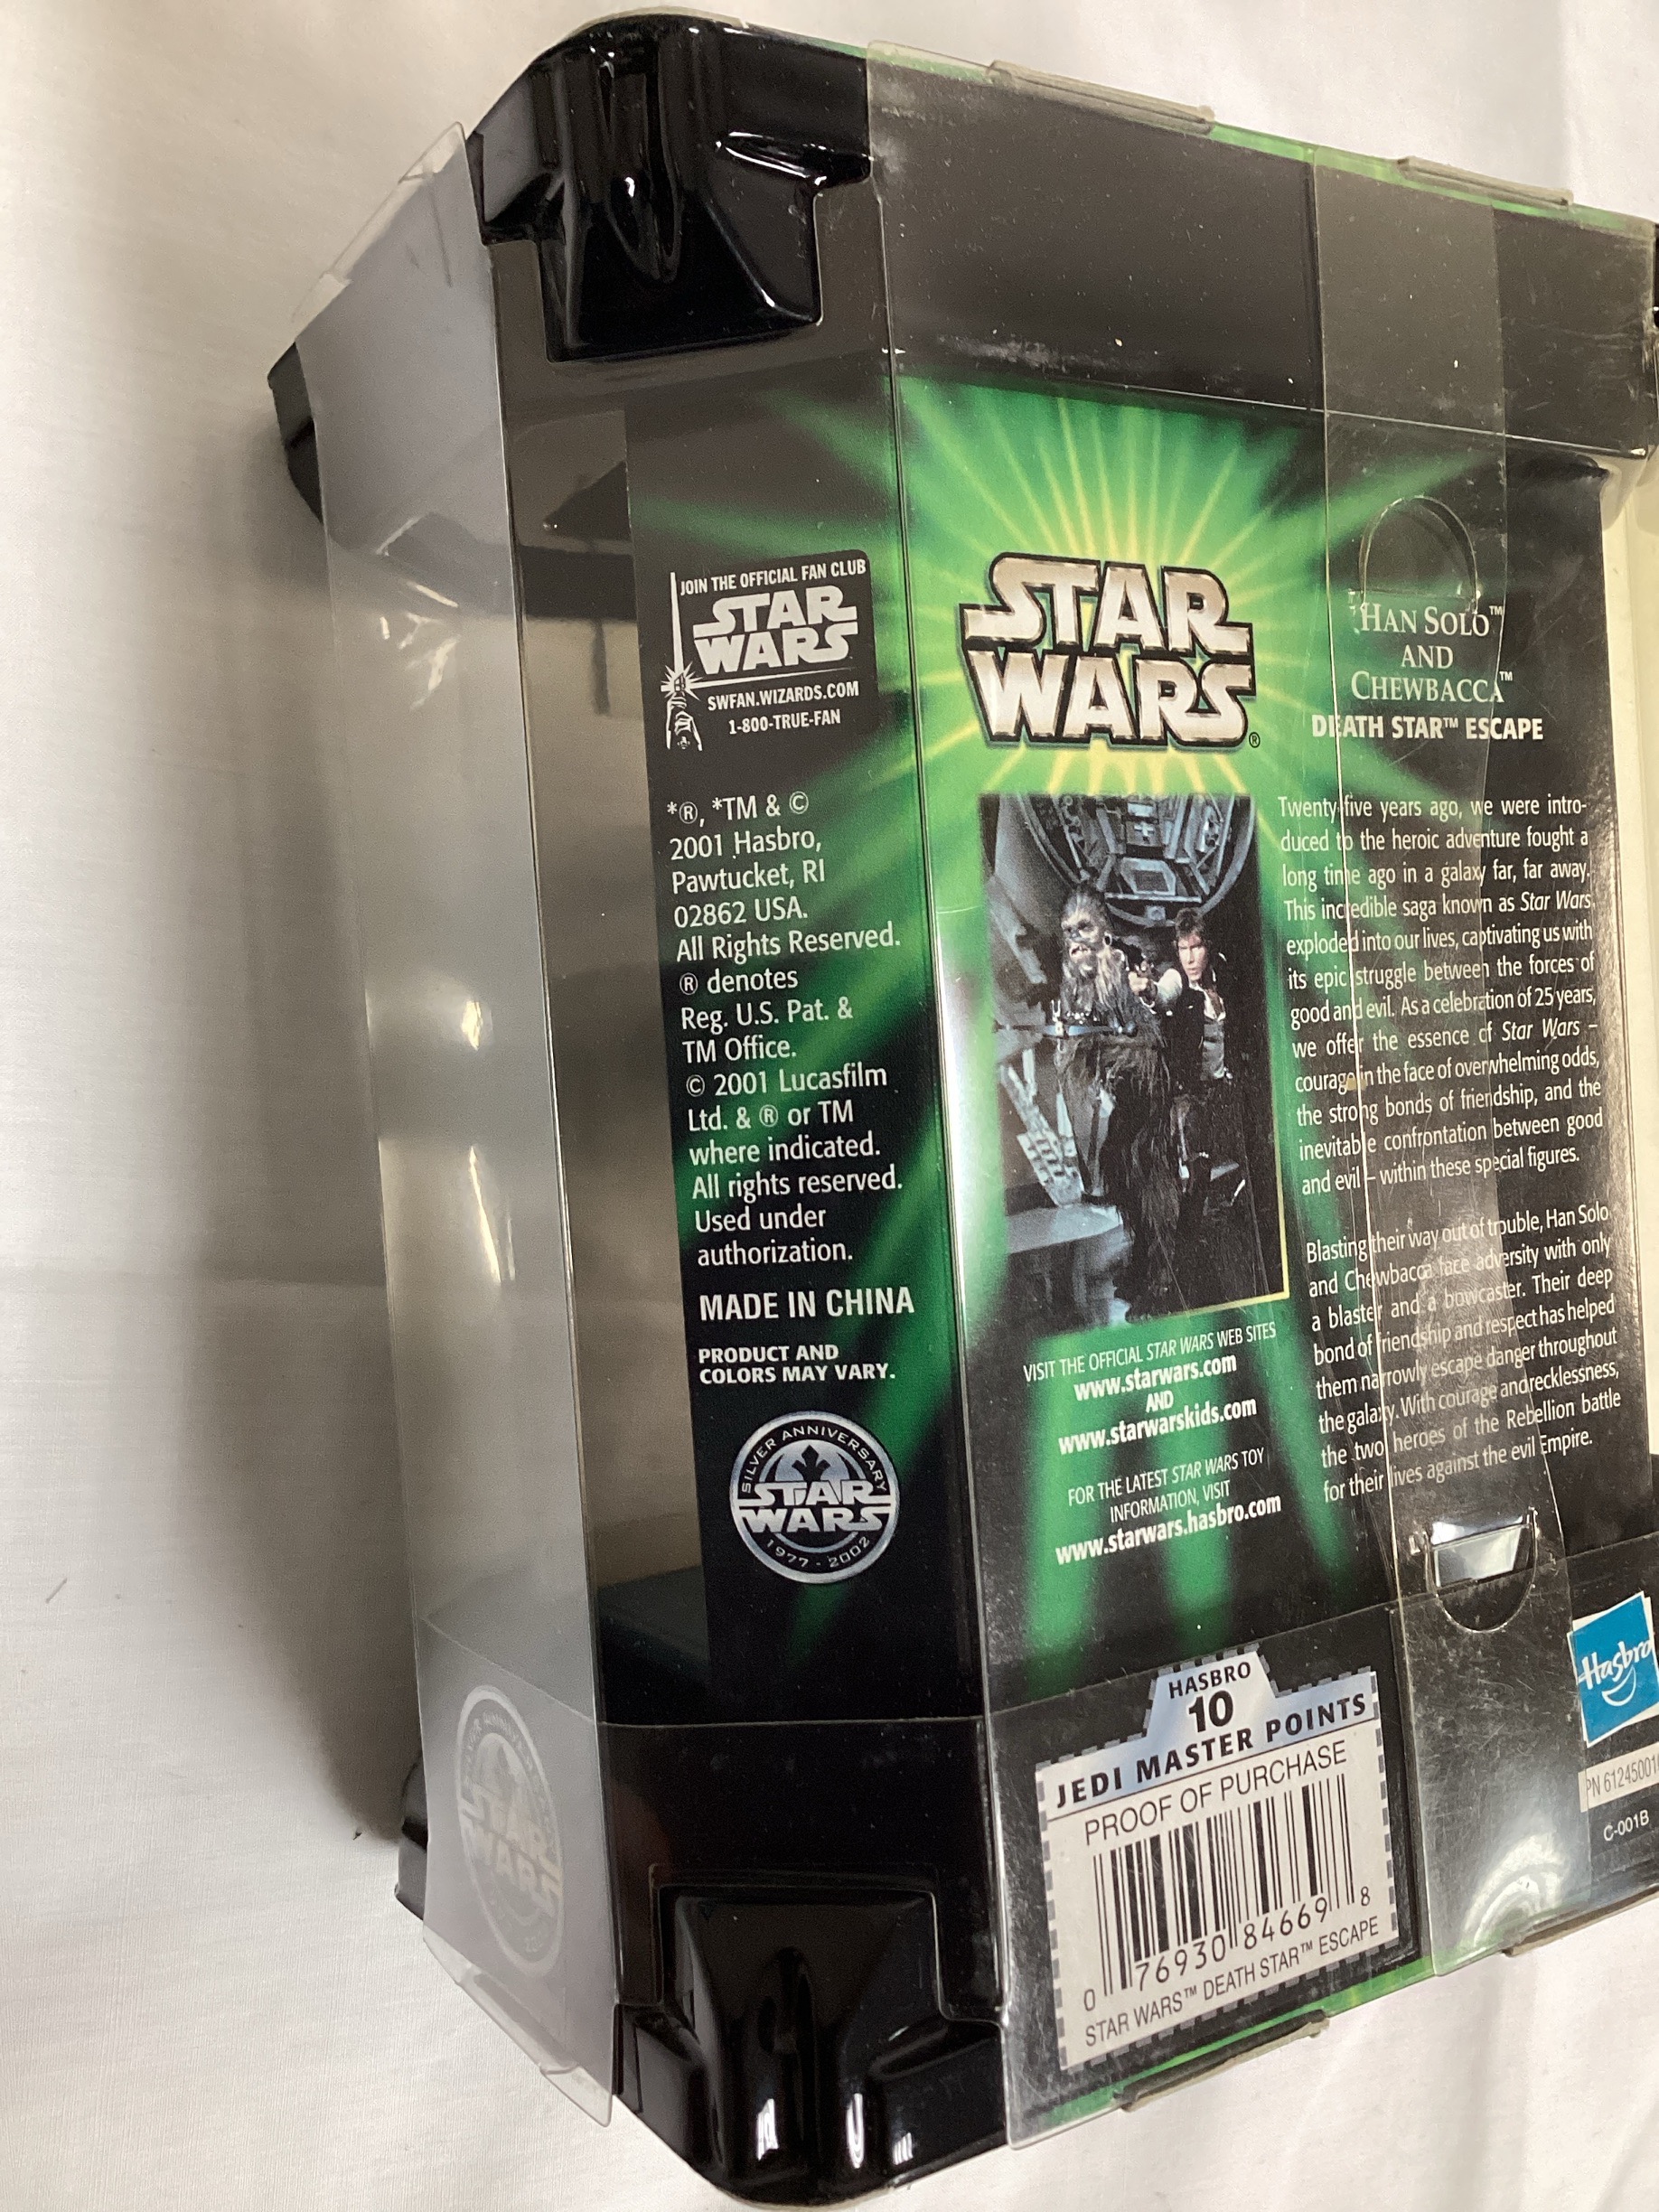 JOIN THE OFFICIAL FAN CLUB
STAR
WARS
SWFAN.WIZARDS.COM
1-800-TRUE-FAN
*®, *TM & ©
2001 Hasbro,
Pawtucket, RI
02862 USA.
All Rights Reserved.
® denotes
Reg. U.S. Pat. &
TM Office.
© 2001 Lucasfilm
Ltd. & ® or TM
where indicated.
All rights reserved.
Used under
authorization.
MADE IN CHINA
PRODUCT AND
COLORS MAY VARY.
SILVER ANNIVERSARY
STAR
WARS
1977 - 2002
STAR
WARS®
VISIT THE OFFICIAL STAR WARS WEB SITES
www.starwars.com
AND
www.starwarskids.com
FOR THE LATEST STAR WARS TOY
INFORMATION, VISIT
www.starwars.hasbro.com
HAN SOLO™
AND
CHEWBACCA™
DEATH STAR™ ESCAPE
Twenty-five years ago, we were intro-
duced to the heroic adventure fought a
long time ago in a galaxy far, far away.
This incredible saga known as Star Wars,
exploded into our lives, captivating us with
its epic struggle between the forces of
good and evil. As a celebration of 25 years,
we offer the essence of Star Wars –
courage in the face of overwhelming odds,
the strong bonds of friendship, and the
inevitable confrontation between good
and evil – within these special figures.
Blasting their way out of trouble, Han Solo
and Chewbacca face adversity with only
a blaster and a bowcaster. Their deep
bond of friendship and respect has helped
them narrowly escape danger throughout
the galaxy. With courage and recklessness,
the two heroes of the Rebellion battle
for their lives against the evil Empire.
HASBRO
10
JEDI MASTER POINTS
PROOF OF PURCHASE
0 76930 84669 8
STAR WARS™ DEATH STAR™ ESCAPE
Hasbro
PN 61245001
C-001B
STAR
WARS